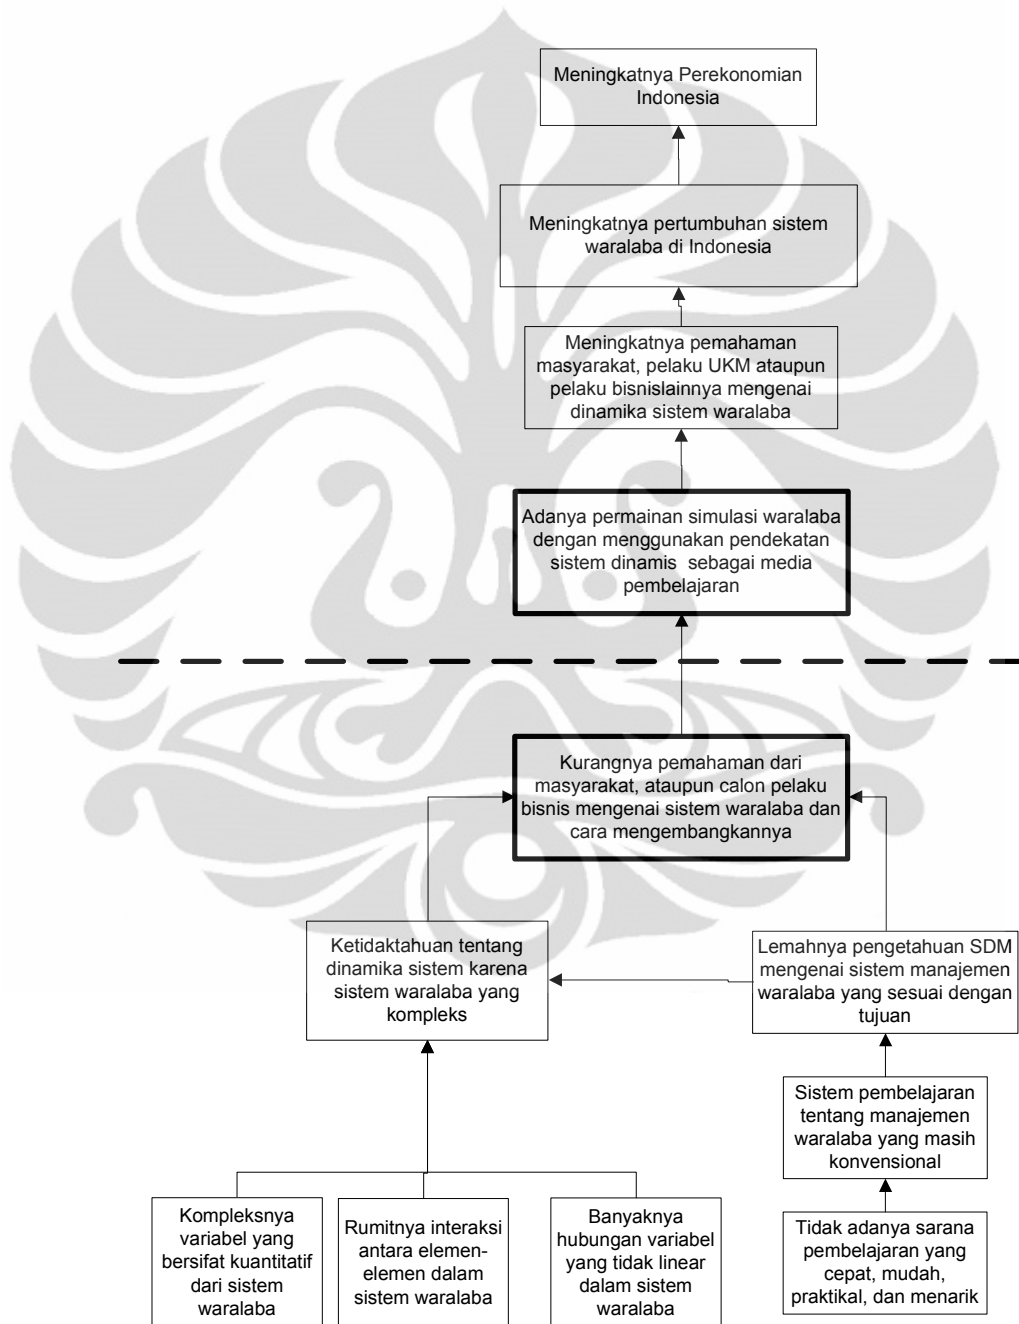 Meningkatnya Perekonomian
Indonesia
Meningkatnya pertumbuhan sistem
waralaba di Indonesia
Meningkatnya pemahaman
masyarakat, pelaku UKM ataupun
pelaku bisnislainnya mengenai
dinamika sistem waralaba
Adanya permainan simulasi waralaba
dengan menggunakan pendekatan
sistem dinamis sebagai media
pembelajaran
Kurangnya pemahaman dari
masyarakat, ataupun calon pelaku
bisnis mengenai sistem waralaba dan
cara mengembangkannya
Ketidaktahuan tentang
dinamika sistem karena
sistem waralaba yang
kompleks
Lemahnya pengetahuan SDM
mengenai sistem manajemen
waralaba yang sesuai dengan
tujuan
Sistem pembelajaran
tentang manajemen
waralaba yang masih
konvensional
Kompleksnya
variabel yang
bersifat kuantitatif
dari sistem
waralaba
Rumitnya interaksi
antara elemen-
elemen dalam
sistem waralaba
Banyaknya
hubungan variabel
yang tidak linear
dalam sistem
waralaba
Tidak adanya sarana
pembelajaran yang
cepat, mudah,
praktikal, dan menarik